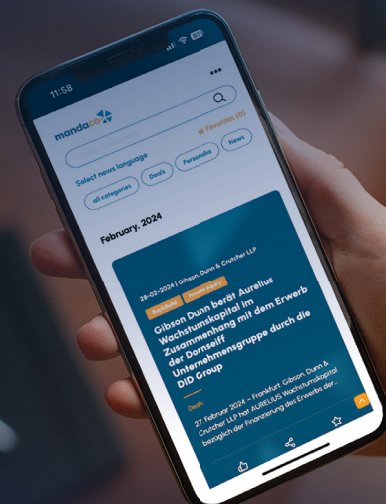 11:58
mandaco
Favorites (0)
Select news language
all categories
Deals
Personalia
News
February, 2024
28-02-2024 | Gibson, Dunn & Crutcher LLP
Buy&Build
Private equity
Gibson Dunn berät Aurelius
Wachstumskapital im
Zusammenhang mit dem Erwerb
der Dornseiff
Unternehmensgruppe durch die
DID Group
Deals
27. Februar 2024 – Frankfurt. Gibson, Dunn &
Crutcher LLP hat AURELIUS Wachstumskapital
bezüglich der Finanzierung des Erwerbs der...